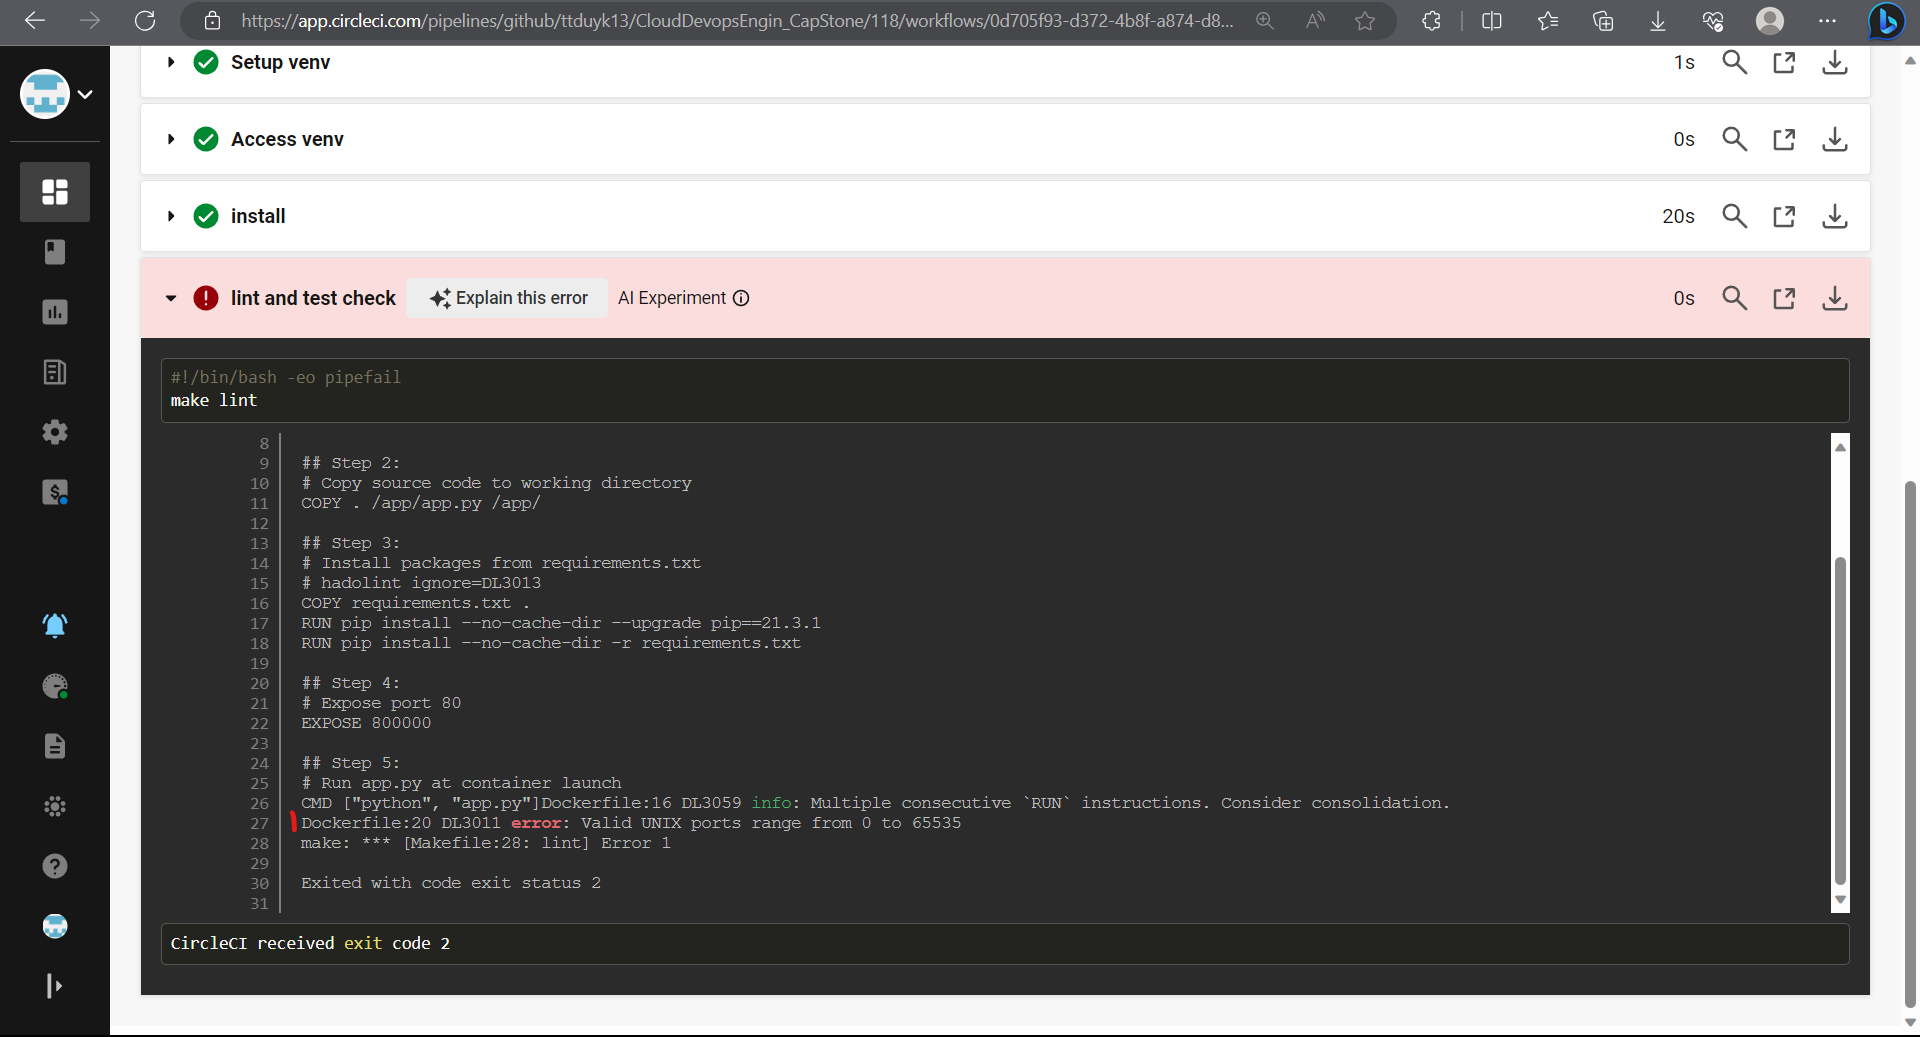 https://app.circleci.com/pipelines/github/ttduyk13/CloudDevopsEngin_CapStone/118/workflows/0d705f93-d372-4b8f-a874-d8...
Setup venv 1s
Access venv 0s
install 20s
lint and test check Explain this error AI Experiment 0s
#!/bin/bash -eo pipefail
make lint
8
9 ## Step 2:
10 # Copy source code to working directory
11 COPY . /app/app.py /app/
12
13 ## Step 3:
14 # Install packages from requirements.txt
15 # hadolint ignore=DL3013
16 COPY requirements.txt .
17 RUN pip install --no-cache-dir --upgrade pip==21.3.1
18 RUN pip install --no-cache-dir -r requirements.txt
19
20 ## Step 4:
21 # Expose port 80
22 EXPOSE 800000
23
24 ## Step 5:
25 # Run app.py at container launch
26 CMD ["python", "app.py"]Dockerfile:16 DL3059 info: Multiple consecutive `RUN` instructions. Consider consolidation.
27 Dockerfile:20 DL3011 error: Valid UNIX ports range from 0 to 65535
28 make: *** [Makefile:28: lint] Error 1
29
30 Exited with code exit status 2
31
CircleCI received exit code 2